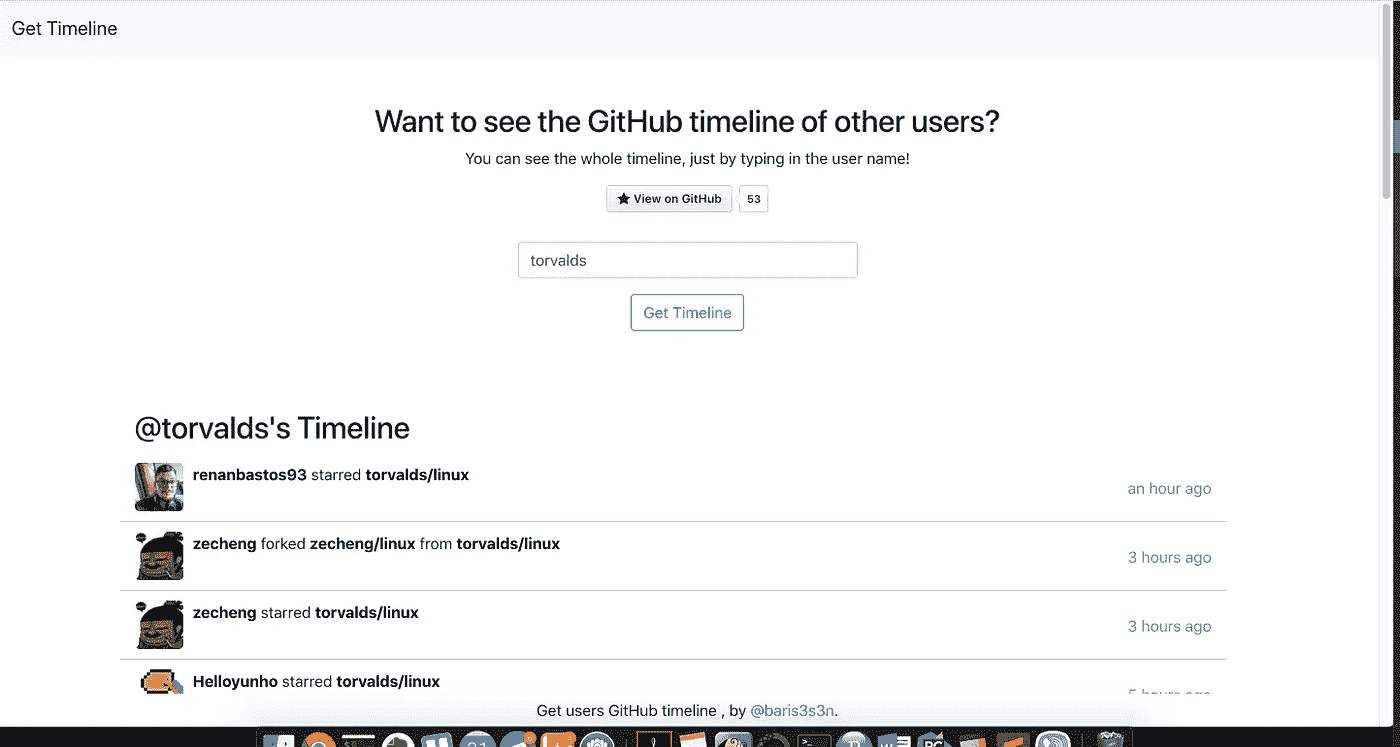 Get Timeline
Want to see the GitHub timeline of other users?
You can see the whole timeline, just by typing in the user name!
View on GitHub 53
torvalds
Get Timeline
@torvalds's Timeline
renanbastos93 starred torvalds/linux
an hour ago
zecheng forked zecheng/linux from torvalds/linux
3 hours ago
zecheng starred torvalds/linux
3 hours ago
Helloyunho starred torvalds/linux
5 hours ago
Get users GitHub timeline , by @baris3s3n.